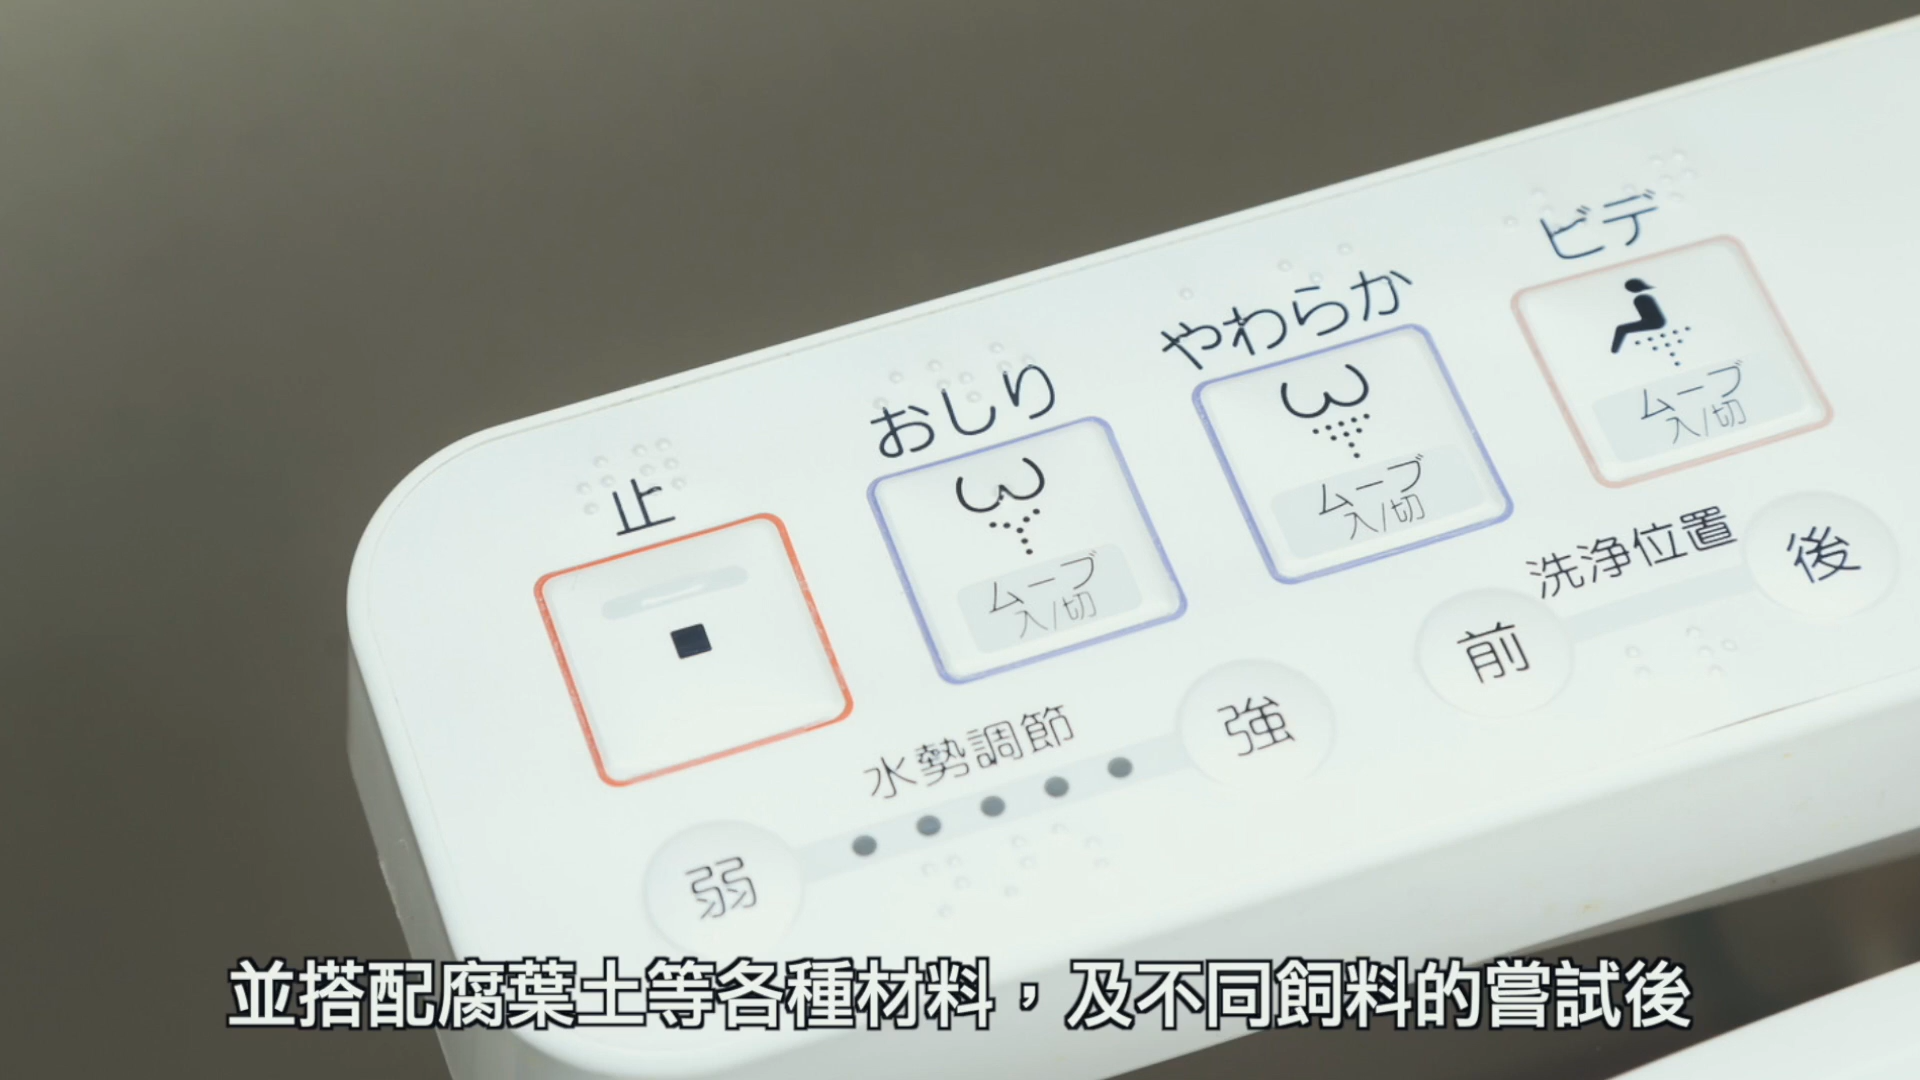 止
おしり
やわらか
ビデ
ムーブ
入/切
ムーブ
入/切
ムーブ
入/切
水勢調節
弱
強
洗浄位置
前
後
並搭配腐葉土等各種材料，及不同飼料的嘗試後